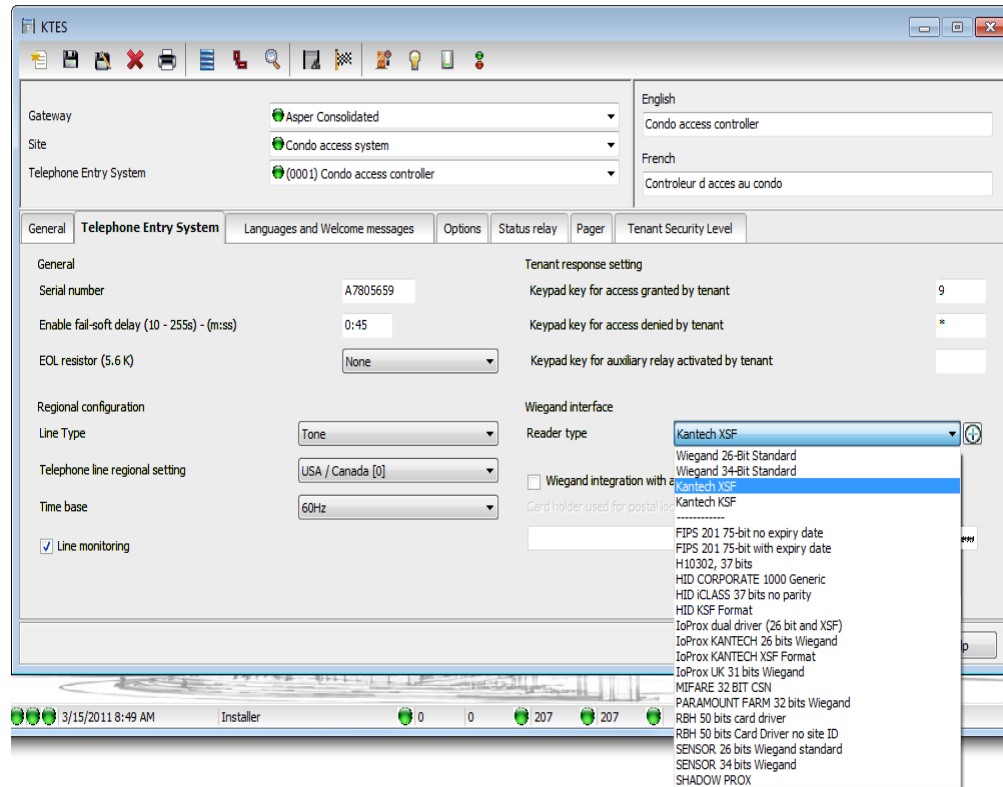 KTES
Gateway
Asper Consolidated
Site
Condo access system
Telephone Entry System
(0001) Condo access controller
English
Condo access controller
French
Controleur d acces au condo
General
Telephone Entry System
Languages and Welcome messages
Options
Status relay
Pager
Tenant Security Level
General
Serial number
A7805659
Enable fail-soft delay (10 - 255s) - (m:ss)
0:45
EOL resistor (5.6 K)
None
Tenant response setting
Keypad key for access granted by tenant
9
Keypad key for access denied by tenant
*
Keypad key for auxiliary relay activated by tenant
Regional configuration
Line Type
Tone
Telephone line regional setting
USA / Canada [0]
Time base
60Hz
Line monitoring
Wiegand interface
Reader type
Kantech XSF
Wiegand integration with a
Card holder used for postal loc
Wiegand 26-Bit Standard
Wiegand 34-Bit Standard
Kantech XSF
Kantech KSF
------------
FIPS 201 75-bit no expiry date
FIPS 201 75-bit with expiry date
H10302, 37 bits
HID CORPORATE 1000 Generic
HID iCLASS 37 bits no parity
HID KSF Format
IoProx dual driver (26 bit and XSF)
IoProx KANTECH 26 bits Wiegand
IoProx KANTECH XSF Format
IoProx UK 31 bits Wiegand
MIFARE 32 BIT CSN
PARAMOUNT FARM 32 bits Wiegand
RBH 50 bits card driver
RBH 50 bits Card Driver no site ID
SENSOR 26 bits Wiegand standard
SENSOR 34 bits Wiegand
SHADOW PROX
lp
3/15/2011 8:49 AM
Installer
0
0
207
207